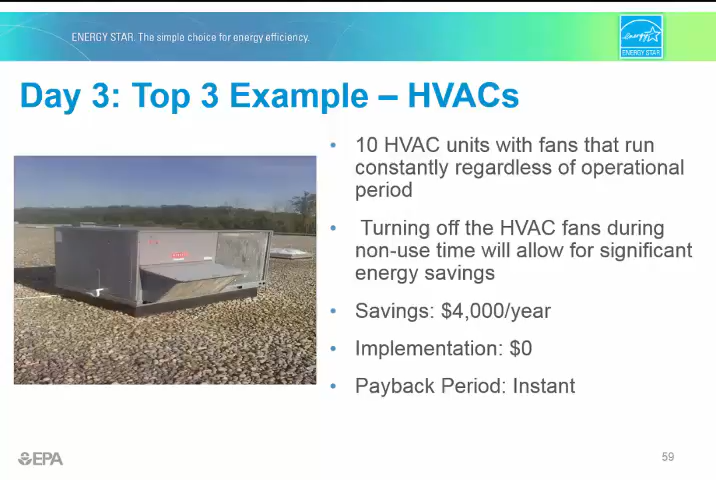 ENERGY STAR. The simple choice for energy efficiency.
energy
ENERGY STAR
Day 3: Top 3 Example – HVACs
• 10 HVAC units with fans that run
constantly regardless of operational
period
• Turning off the HVAC fans during
non-use time will allow for significant
energy savings
• Savings: $4,000/year
• Implementation: $0
• Payback Period: Instant
EPA
59